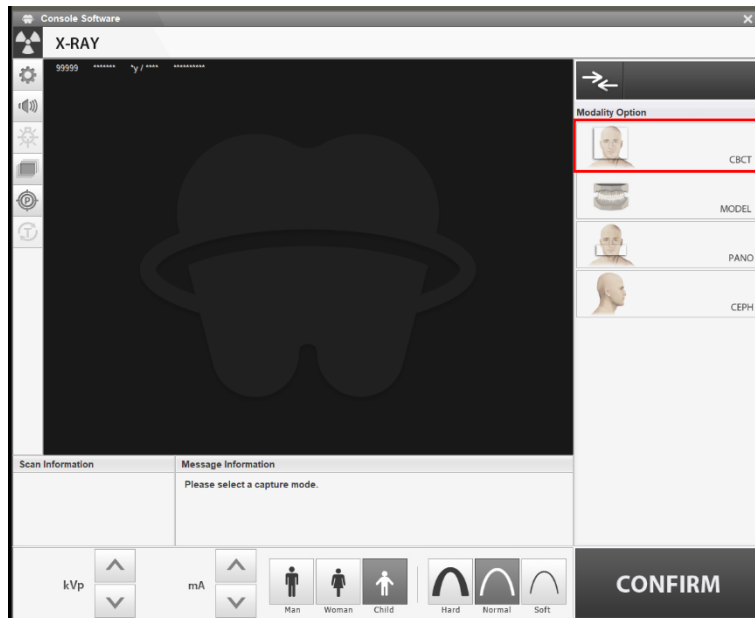 Console Software
X-RAY
99999 ******* *y / **** **********
Modality Option
CBCT
MODEL
PANO
CEPH
Scan Information
Message Information
Please select a capture mode.
kVp
mA
Man
Woman
Child
Hard
Normal
Soft
CONFIRM